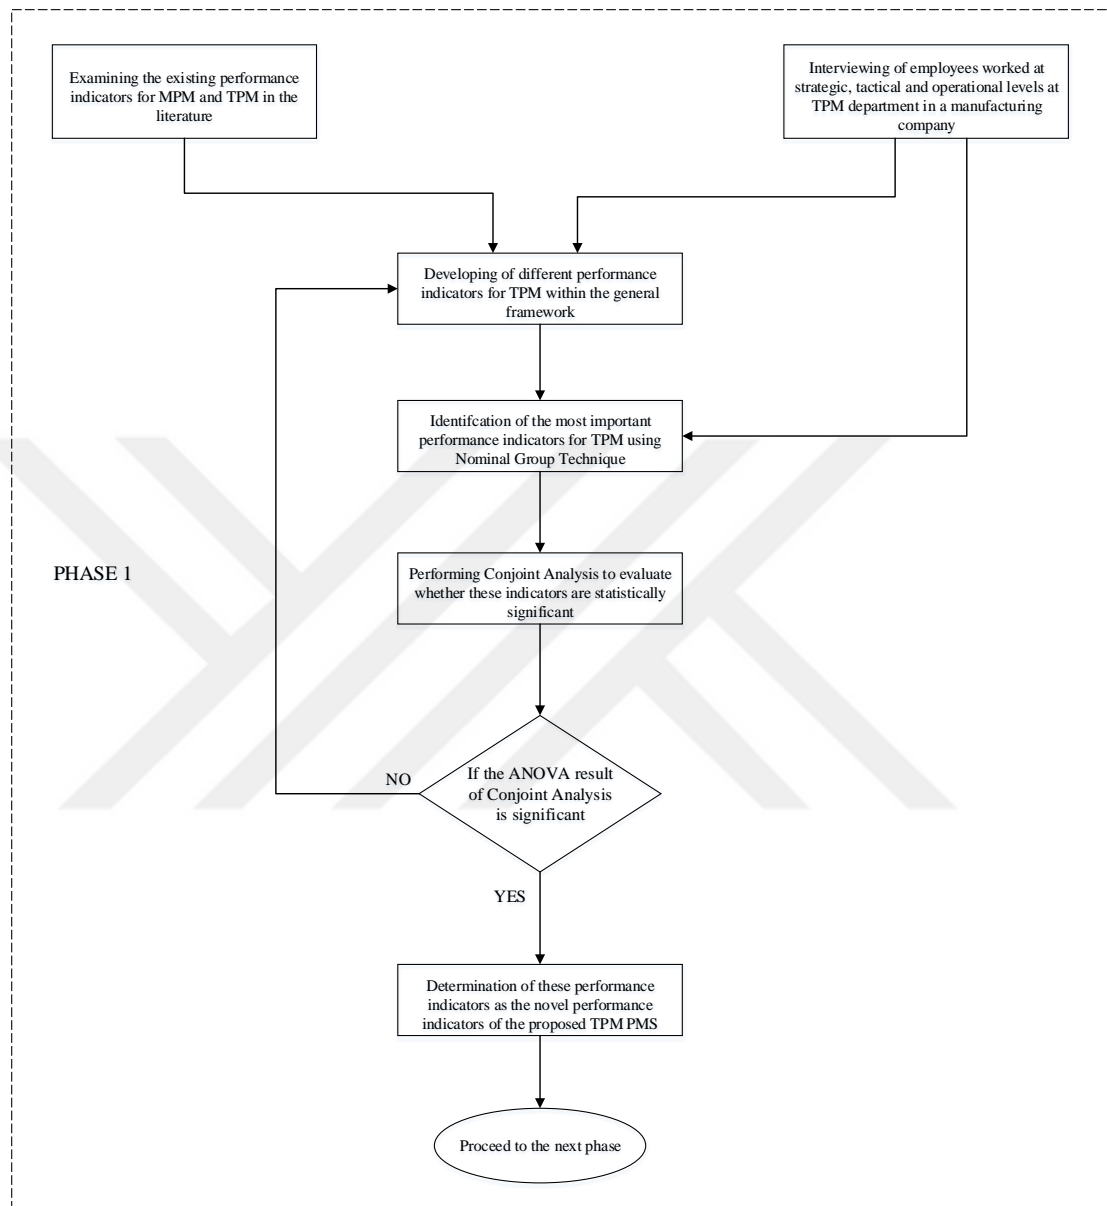 Examining the existing performance
indicators for MPM and TPM in the
literature
Interviewing of employees worked at
strategic, tactical and operational levels at
TPM department in a manufacturing
company
Developing of different performance
indicators for TPM within the general
framework
Identifcation of the most important
performance indicators for TPM using
Nominal Group Technique
PHASE 1
Performing Conjoint Analysis to evaluate
whether these indicators are statistically
significant
NO
If the ANOVA result
of Conjoint Analysis
is significant
YES
Determination of these performance
indicators as the novel performance
indicators of the proposed TPM PMS
Proceed to the next phase